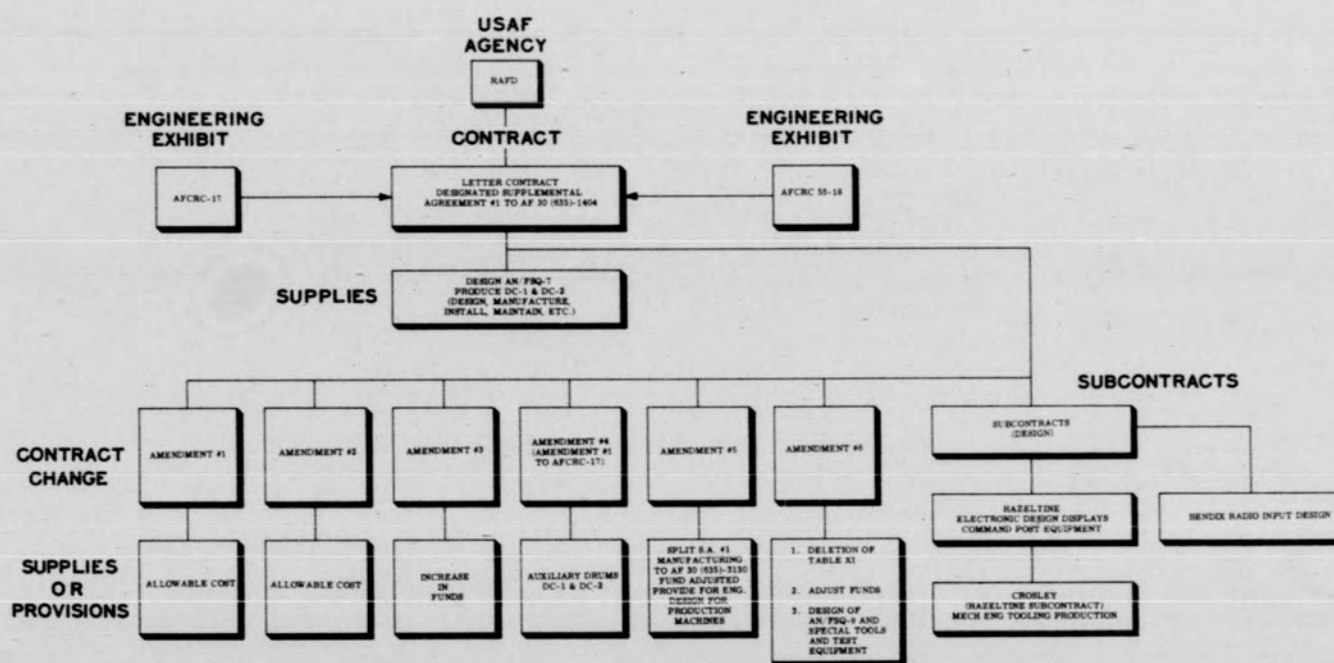 USAF
AGENCY
RAFD
ENGINEERING
EXHIBIT
CONTRACT
ENGINEERING
EXHIBIT
AFCRC-17
LETTER CONTRACT
DESIGNATED SUPPLEMENTAL
AGREEMENT #1 TO AF 30 (635)-1404
AFCRC 55-18
SUPPLIES
DESIGN AN/FSQ-7
PRODUCE DC-1 & DC-2
(DESIGN, MANUFACTURE,
INSTALL, MAINTAIN, ETC.)
SUBCONTRACTS
CONTRACT
CHANGE
AMENDMENT #1
AMENDMENT #2
AMENDMENT #3
AMENDMENT #4
(AMENDMENT #1
TO AFCRC-17)
AMENDMENT #5
AMENDMENT #6
SUBCONTRACTS
(DESIGN)
HAZELTINE
ELECTRONIC DESIGN DISPLAYS
COMMAND POST EQUIPMENT
BENDIX RADIO INPUT DESIGN
SUPPLIES
OR
PROVISIONS
ALLOWABLE COST
ALLOWABLE COST
INCREASE
IN
FUNDS
AUXILIARY DRUMS
DC-1 & DC-2
SPLIT S.A. #1
MANUFACTURING
TO AF 30 (635)-3130
FUND ADJUSTED
PROVIDE FOR ENG.
DESIGN FOR
PRODUCTION
MACHINES
1. DELETION OF
TABLE XI
2. ADJUST FUNDS
3. DESIGN OF
AN/FSQ-8 AND
SPECIAL TOOLS
AND TEST
EQUIPMENT
CROSLEY
(HAZELTINE SUBCONTRACT)
MECH ENG TOOLING PRODUCTION